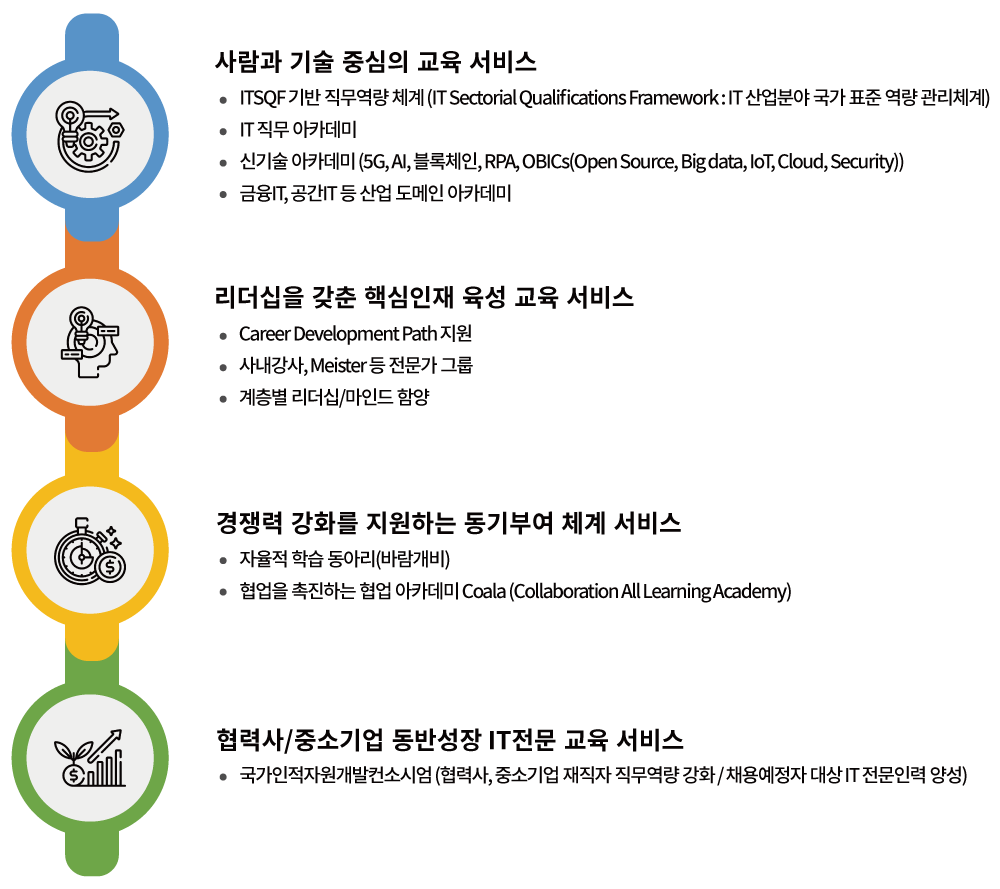 사람과 기술 중심의 교육 서비스
• ITSQF 기반 직무역량 체계 (IT Sectorial Qualifications Framework : IT 산업분야 국가 표준 역량 관리체계)
• IT 직무 아카데미
• 신기술 아카데미 (5G, AI, 블록체인, RPA, OBICs(Open Source, Big data, IoT, Cloud, Security))
• 금융IT, 공간IT 등 산업 도메인 아카데미
리더십을 갖춘 핵심인재 육성 교육 서비스
• Career Development Path 지원
• 사내강사, Meister 등 전문가 그룹
• 계층별 리더십/마인드 함양
경쟁력 강화를 지원하는 동기부여 체계 서비스
• 자율적 학습 동아리(바람개비)
• 협업을 촉진하는 협업 아카데미 Coala (Collaboration All Learning Academy)
협력사/중소기업 동반성장 IT전문 교육 서비스
• 국가인적자원개발컨소시엄 (협력사, 중소기업 재직자 직무역량 강화 / 채용예정자 대상 IT 전문인력 양성)